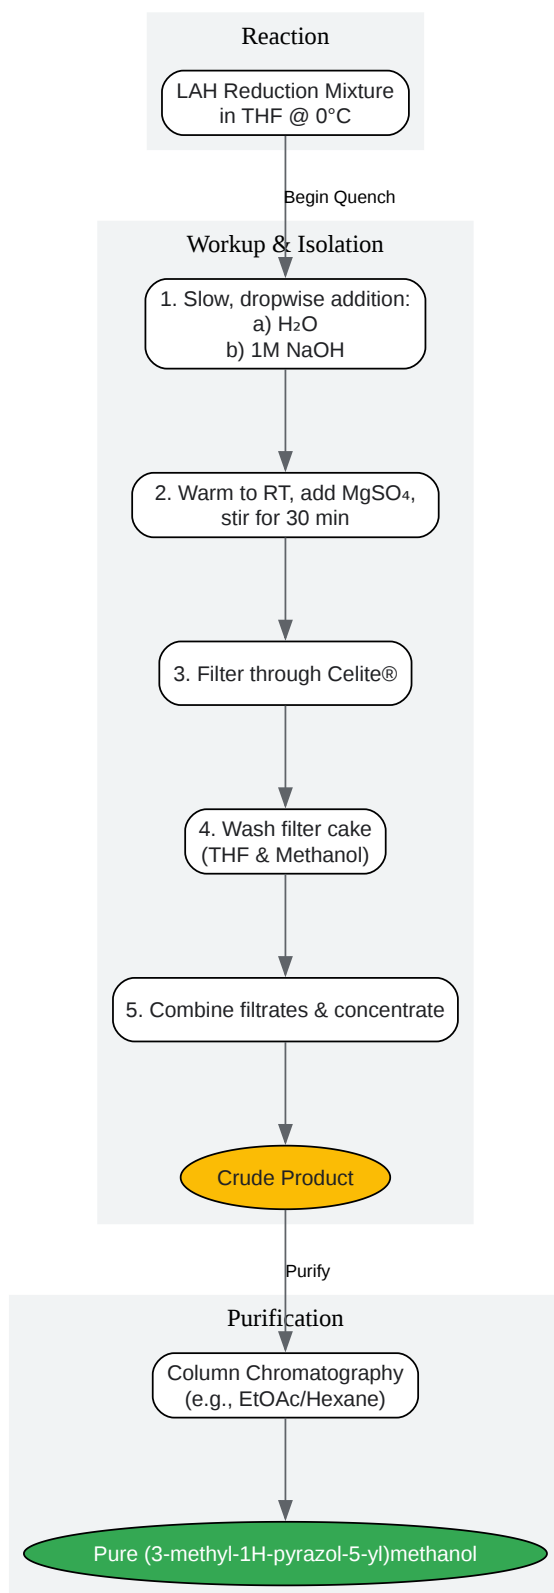 Reaction
LAH Reduction Mixture
in THF @ 0°C
Begin Quench
Workup & Isolation
1. Slow, dropwise addition:
a) H₂O
b) 1M NaOH
2. Warm to RT, add MgSO₄,
stir for 30 min
3. Filter through Celite®
4. Wash filter cake
(THF & Methanol)
5. Combine filtrates & concentrate
Crude Product
Purify
Purification
Column Chromatography
(e.g., EtOAc/Hexane)
Pure (3-methyl-1H-pyrazol-5-yl)methanol